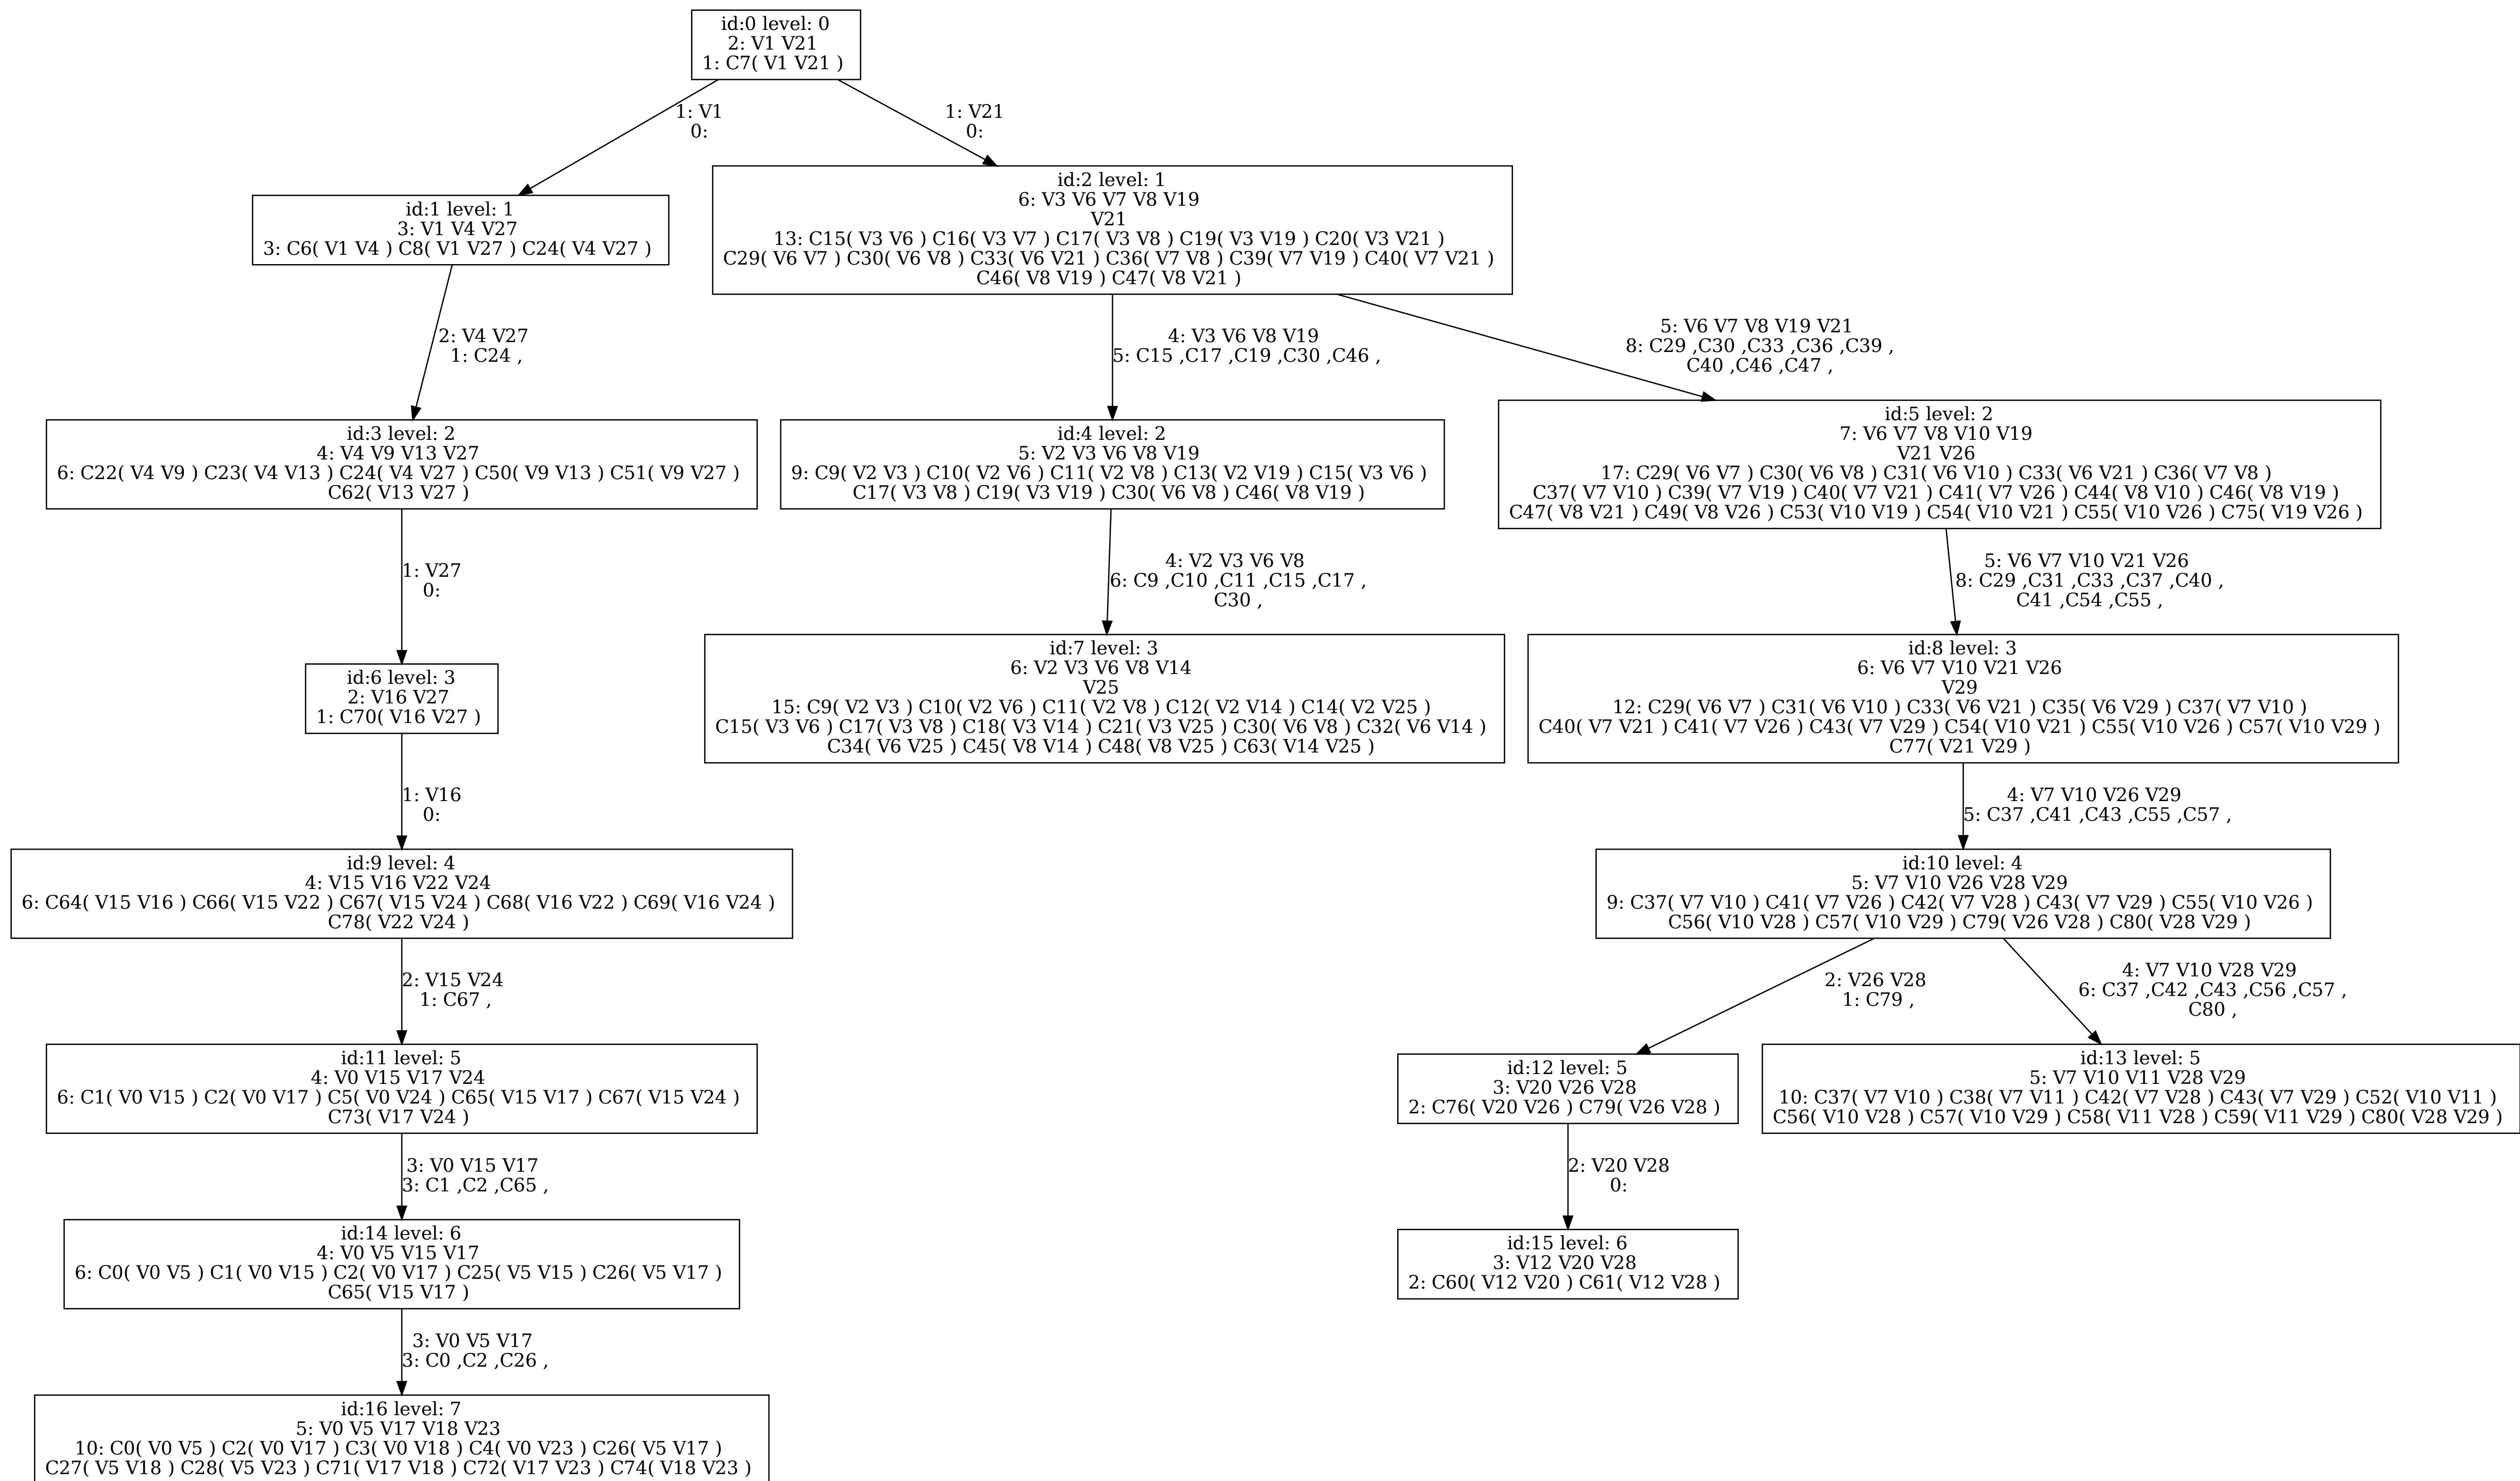 id:0 level: 0
2: V1 V21
1: C7( V1 V21 )
1: V1
0:
1: V21
0:
id:1 level: 1
3: V1 V4 V27
3: C6( V1 V4 ) C8( V1 V27 ) C24( V4 V27 )
id:2 level: 1
6: V3 V6 V7 V8 V19
V21
13: C15( V3 V6 ) C16( V3 V7 ) C17( V3 V8 ) C19( V3 V19 ) C20( V3 V21 )
C29( V6 V7 ) C30( V6 V8 ) C33( V6 V21 ) C36( V7 V8 ) C39( V7 V19 ) C40( V7 V21 )
C46( V8 V19 ) C47( V8 V21 )
2: V4 V27
1: C24 ,
4: V3 V6 V8 V19
5: C15 ,C17 ,C19 ,C30 ,C46 ,
5: V6 V7 V8 V19 V21
8: C29 ,C30 ,C33 ,C36 ,C39 ,
C40 ,C46 ,C47 ,
id:3 level: 2
4: V4 V9 V13 V27
6: C22( V4 V9 ) C23( V4 V13 ) C24( V4 V27 ) C50( V9 V13 ) C51( V9 V27 )
C62( V13 V27 )
id:4 level: 2
5: V2 V3 V6 V8 V19
9: C9( V2 V3 ) C10( V2 V6 ) C11( V2 V8 ) C13( V2 V19 ) C15( V3 V6 )
C17( V3 V8 ) C19( V3 V19 ) C30( V6 V8 ) C46( V8 V19 )
id:5 level: 2
7: V6 V7 V8 V10 V19
V21 V26
17: C29( V6 V7 ) C30( V6 V8 ) C31( V6 V10 ) C33( V6 V21 ) C36( V7 V8 )
C37( V7 V10 ) C39( V7 V19 ) C40( V7 V21 ) C41( V7 V26 ) C44( V8 V10 ) C46( V8 V19 )
C47( V8 V21 ) C49( V8 V26 ) C53( V10 V19 ) C54( V10 V21 ) C55( V10 V26 ) C75( V19 V26 )
1: V27
0:
4: V2 V3 V6 V8
6: C9 ,C10 ,C11 ,C15 ,C17 ,
C30 ,
5: V6 V7 V10 V21 V26
8: C29 ,C31 ,C33 ,C37 ,C40 ,
C41 ,C54 ,C55 ,
id:6 level: 3
2: V16 V27
1: C70( V16 V27 )
id:7 level: 3
6: V2 V3 V6 V8 V14
V25
15: C9( V2 V3 ) C10( V2 V6 ) C11( V2 V8 ) C12( V2 V14 ) C14( V2 V25 )
C15( V3 V6 ) C17( V3 V8 ) C18( V3 V14 ) C21( V3 V25 ) C30( V6 V8 ) C32( V6 V14 )
C34( V6 V25 ) C45( V8 V14 ) C48( V8 V25 ) C63( V14 V25 )
id:8 level: 3
6: V6 V7 V10 V21 V26
V29
12: C29( V6 V7 ) C31( V6 V10 ) C33( V6 V21 ) C35( V6 V29 ) C37( V7 V10 )
C40( V7 V21 ) C41( V7 V26 ) C43( V7 V29 ) C54( V10 V21 ) C55( V10 V26 ) C57( V10 V29 )
C77( V21 V29 )
1: V16
0:
4: V7 V10 V26 V29
5: C37 ,C41 ,C43 ,C55 ,C57 ,
id:9 level: 4
4: V15 V16 V22 V24
6: C64( V15 V16 ) C66( V15 V22 ) C67( V15 V24 ) C68( V16 V22 ) C69( V16 V24 )
C78( V22 V24 )
id:10 level: 4
5: V7 V10 V26 V28 V29
9: C37( V7 V10 ) C41( V7 V26 ) C42( V7 V28 ) C43( V7 V29 ) C55( V10 V26 )
C56( V10 V28 ) C57( V10 V29 ) C79( V26 V28 ) C80( V28 V29 )
2: V15 V24
1: C67 ,
2: V26 V28
1: C79 ,
4: V7 V10 V28 V29
6: C37 ,C42 ,C43 ,C56 ,C57 ,
C80 ,
id:11 level: 5
4: V0 V15 V17 V24
6: C1( V0 V15 ) C2( V0 V17 ) C5( V0 V24 ) C65( V15 V17 ) C67( V15 V24 )
C73( V17 V24 )
id:12 level: 5
3: V20 V26 V28
2: C76( V20 V26 ) C79( V26 V28 )
id:13 level: 5
5: V7 V10 V11 V28 V29
10: C37( V7 V10 ) C38( V7 V11 ) C42( V7 V28 ) C43( V7 V29 ) C52( V10 V11 )
C56( V10 V28 ) C57( V10 V29 ) C58( V11 V28 ) C59( V11 V29 ) C80( V28 V29 )
3: V0 V15 V17
3: C1 ,C2 ,C65 ,
2: V20 V28
0:
id:14 level: 6
4: V0 V5 V15 V17
6: C0( V0 V5 ) C1( V0 V15 ) C2( V0 V17 ) C25( V5 V15 ) C26( V5 V17 )
C65( V15 V17 )
id:15 level: 6
3: V12 V20 V28
2: C60( V12 V20 ) C61( V12 V28 )
3: V0 V5 V17
3: C0 ,C2 ,C26 ,
id:16 level: 7
5: V0 V5 V17 V18 V23
10: C0( V0 V5 ) C2( V0 V17 ) C3( V0 V18 ) C4( V0 V23 ) C26( V5 V17 )
C27( V5 V18 ) C28( V5 V23 ) C71( V17 V18 ) C72( V17 V23 ) C74( V18 V23 )